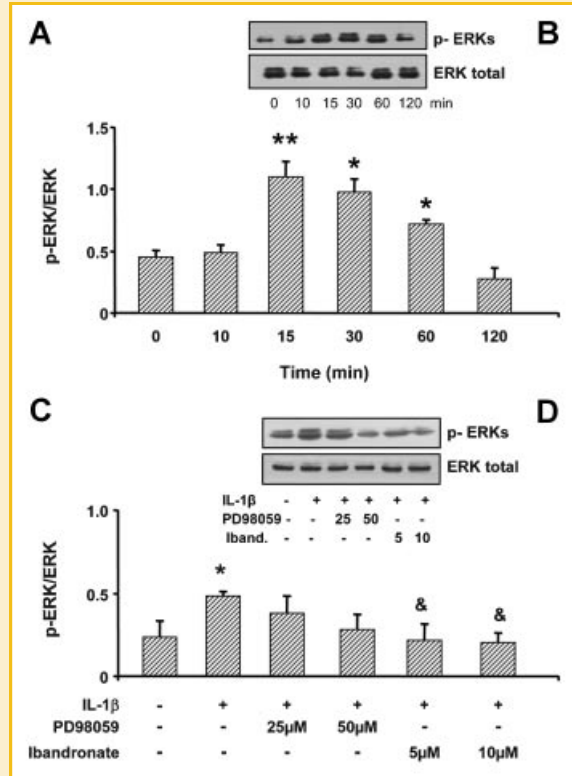 A
B
p- ERKs
ERK total
0 10 15 30 60 120 min
1.5
**
*
*
1.0
0.5
0
p-ERK/ERK
0 10 15 30 60 120
Time (min)
C
D
p- ERKs
ERK total
IL-1β - + + + + +
PD98059 - - 25 50 - -
Iband. - - - - 5 10
1.0
*
&
&
0.5
0
p-ERK/ERK
IL-1β - + + + + +
PD98059 - - 25µM 50µM - -
Ibandronate - - - - 5µM 10µM